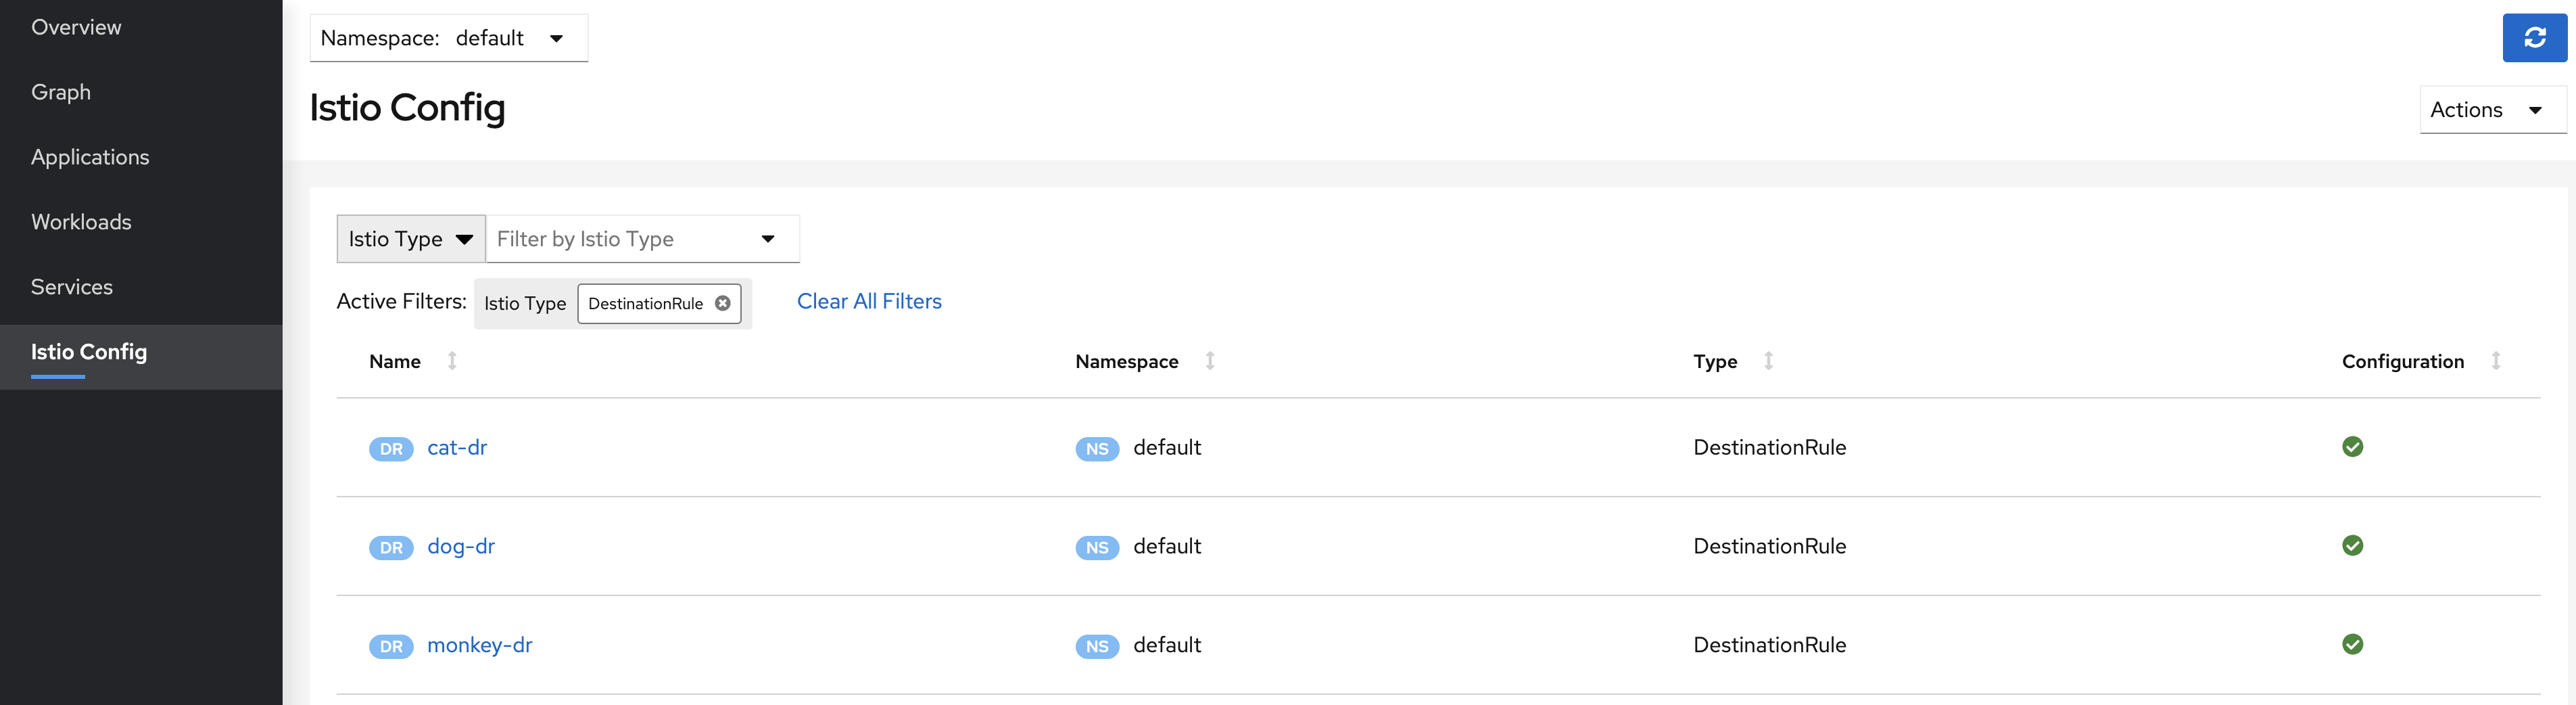 Overview
Graph
Applications
Workloads
Services
Istio Config
Namespace: default
Istio Config
Actions
Istio Type Filter by Istio Type
Active Filters: Istio Type DestinationRule Clear All Filters
Name Namespace Type Configuration
DR cat-dr NS default DestinationRule
DR dog-dr NS default DestinationRule
DR monkey-dr NS default DestinationRule